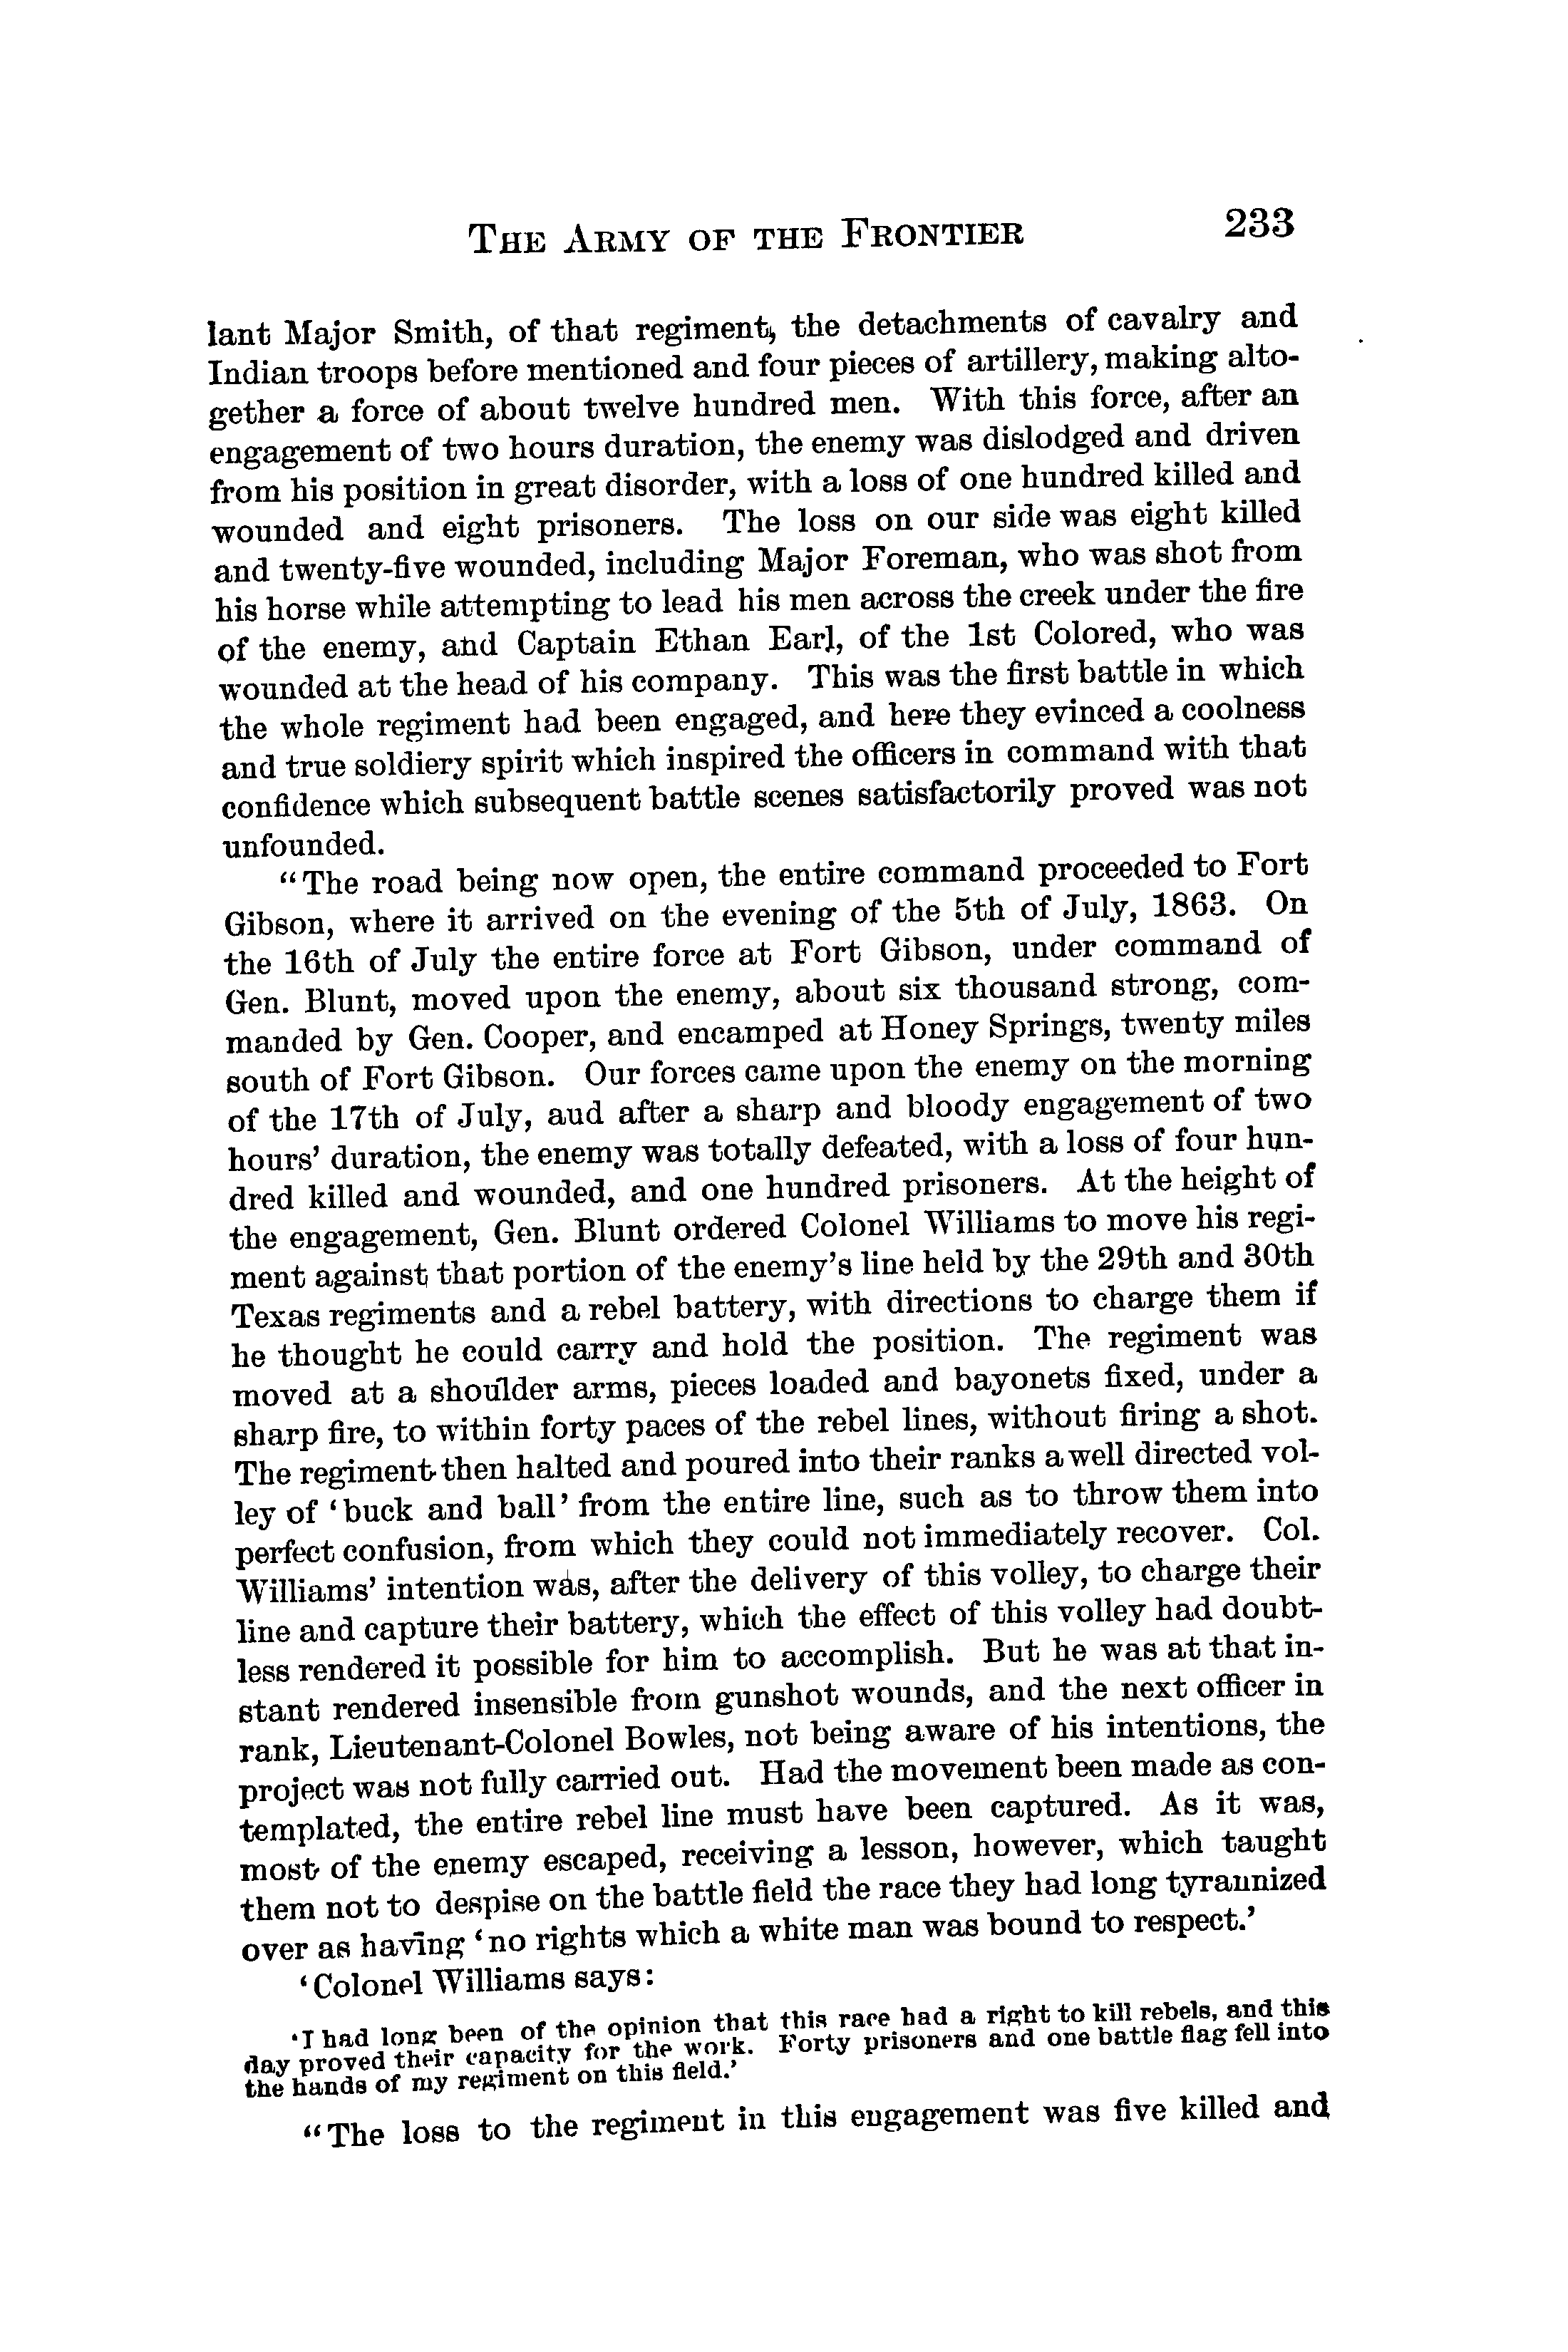 THE ARMY OF THE FRONTIER 233
lant Major Smith, of that regiment, the detachments of cavalry and
Indian troops before mentioned and four pieces of artillery, making alto-
gether a force of about twelve hundred men. With this force, after an
engagement of two hours duration, the enemy was dislodged and driven
from his position in great disorder, with a loss of one hundred killed and
wounded and eight prisoners. The loss on our side was eight killed
and twenty-five wounded, including Major Foreman, who was shot from
his horse while attempting to lead his men across the creek under the fire
of the enemy, and Captain Ethan Earl, of the 1st Colored, who was
wounded at the head of his company. This was the first battle in which
the whole regiment had been engaged, and here they evinced a coolness
and true soldiery spirit which inspired the officers in command with that
confidence which subsequent battle scenes satisfactorily proved was not
unfounded.
“The road being now open, the entire command proceeded to Fort
Gibson, where it arrived on the evening of the 5th of July, 1863. On
the 16th of July the entire force at Fort Gibson, under command of
Gen. Blunt, moved upon the enemy, about six thousand strong, com-
manded by Gen. Cooper, and encamped at Honey Springs, twenty miles
south of Fort Gibson. Our forces came upon the enemy on the morning
of the 17th of July, aud after a sharp and bloody engagement of two
hours’ duration, the enemy was totally defeated, with a loss of four hun-
dred killed and wounded, and one hundred prisoners. At the height of
the engagement, Gen. Blunt ordered Colonel Williams to move his regi-
ment against that portion of the enemy’s line held by the 29th and 30th
Texas regiments and a rebel battery, with directions to charge them if
he thought he could carry and hold the position. The regiment was
moved at a shoulder arms, pieces loaded and bayonets fixed, under a
sharp fire, to within forty paces of the rebel lines, without firing a shot.
The regiment then halted and poured into their ranks a well directed vol-
ley of ‘buck and ball’ from the entire line, such as to throw them into
perfect confusion, from which they could not immediately recover. Col.
Williams’ intention was, after the delivery of this volley, to charge their
line and capture their battery, which the effect of this volley had doubt-
less rendered it possible for him to accomplish. But he was at that in-
stant rendered insensible from gunshot wounds, and the next officer in
rank, Lieutenant-Colonel Bowles, not being aware of his intentions, the
project was not fully carried out. Had the movement been made as con-
templated, the entire rebel line must have been captured. As it was,
most of the enemy escaped, receiving a lesson, however, which taught
them not to despise on the battle field the race they had long tyrannized
over as having ‘no rights which a white man was bound to respect.’
‘Colonel Williams says:
‘I had long been of the opinion that this race had a right to kill rebels, and this
day proved their capacity for the work. Forty prisoners and one battle flag fell into
the hands of my regiment on this field.’
“The loss to the regiment in this engagement was five killed and